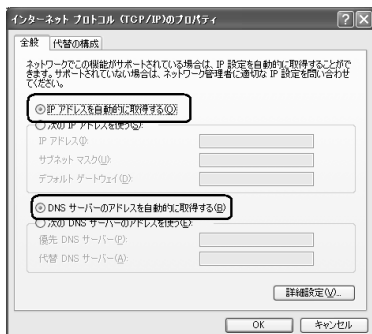 インターネット プロトコル (TCP/IP)のプロパティ
全般
代替の構成
ネットワークでこの機能がサポートされている場合は、IP 設定を自動的に取得することがで
きます。サポートされていない場合は、ネットワーク管理者に適切な IP 設定を問い合わせ
てください。
IP アドレスを自動的に取得する(O)
次の IP アドレスを使う(S):
IP アドレス(I):
サブネット マスク(U):
デフォルト ゲートウェイ(D):
DNS サーバーのアドレスを自動的に取得する(B)
次の DNS サーバーのアドレスを使う(E):
優先 DNS サーバー(P):
代替 DNS サーバー(A):
詳細設定(V)...
OK
キャンセル